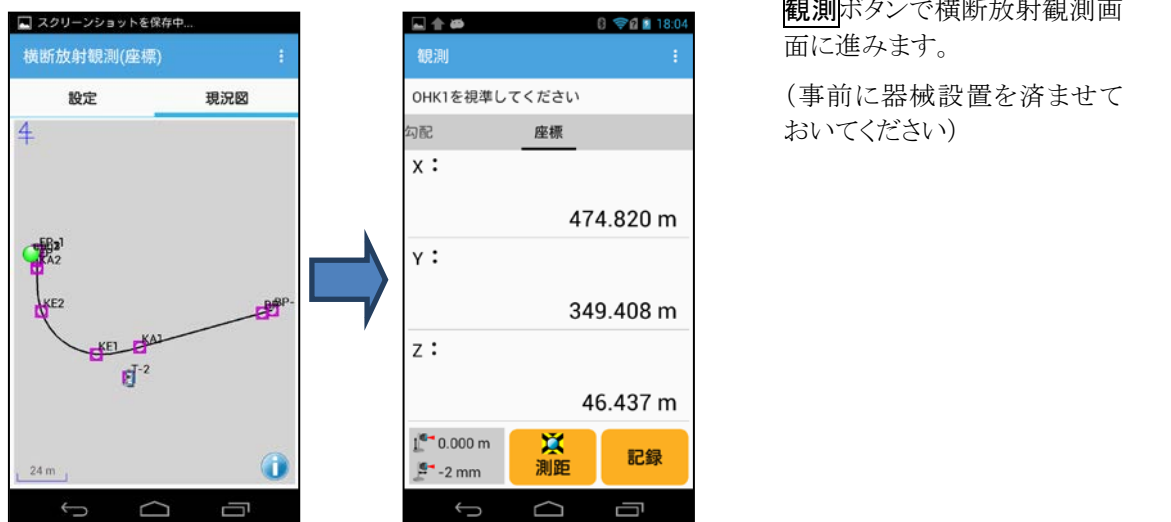 スクリーンショットを保存中...
横断放射観測(座標)
設定 現況図
4
KA2
KE2
BP-
KE1 KA1
T-2
24 m
18:04
観測
OHK1を視準してください
勾配 座標
X：
474.820 m
Y：
349.408 m
Z：
46.437 m
0.000 m
-2 mm
測距
記録
観測ボタンで横断放射観測画
面に進みます。
（事前に器械設置を済ませて
おいてください）